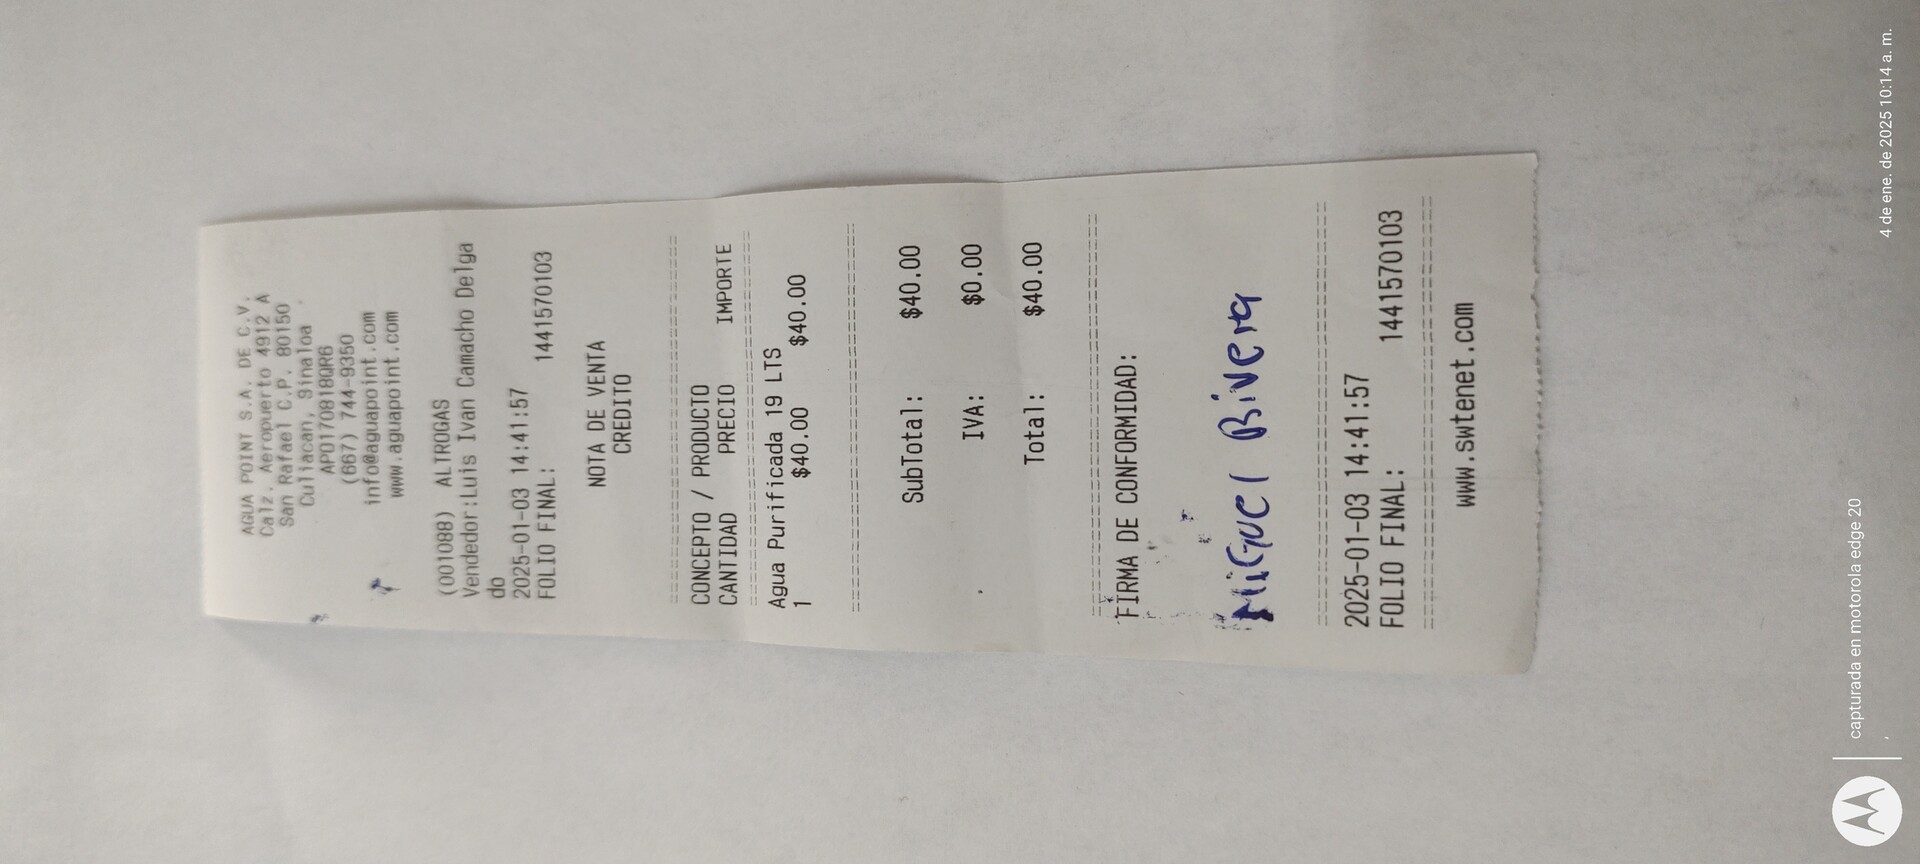 AGUA POINT S.A. DE C.V.
Calz. Aeropuerto 4912 A
San Rafael C.P. 80150
Culiacan, Sinaloa
APO170818QR6
(667) 744-9350
info@aguapoint.com
www.aguapoint.com
(001088) ALTROGAS
Vendedor:Luis Ivan Camacho Delga
do
2025-01-03 14:41:57
FOLIO FINAL: 1441570103
NOTA DE VENTA
CREDITO
CONCEPTO / PRODUCTO
CANTIDAD PRECIO IMPORTE
Agua Purificada 19 LTS
1 $40.00 $40.00
SubTotal: $40.00
IVA: $0.00
Total: $40.00
FIRMA DE CONFORMIDAD:
MiGUel Rivera
2025-01-03 14:41:57
FOLIO FINAL: 1441570103
www.swtenet.com
capturada en motorola edge 20
4 de ene. de 2025 10:14 a. m.